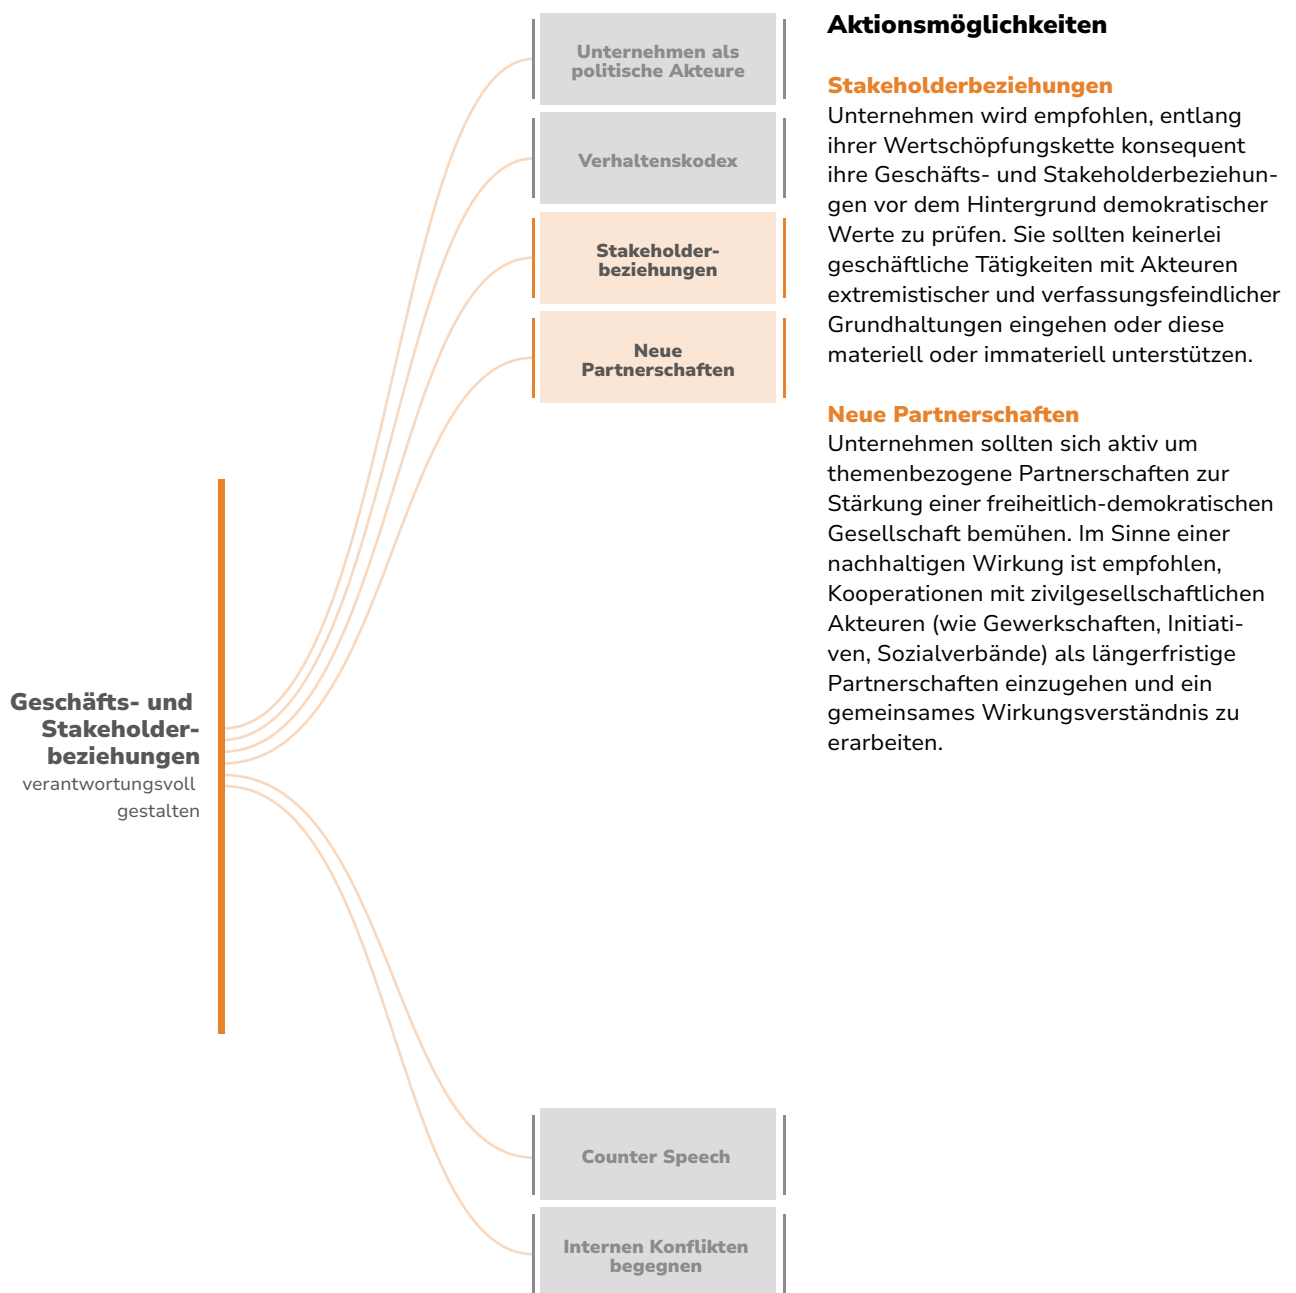 Geschäfts- und
Stakeholder-
beziehungen
verantwortungsvoll
gestalten
Unternehmen als
politische Akteure
Verhaltenskodex
Stakeholder-
beziehungen
Neue
Partnerschaften
Counter Speech
Internen Konflikten
begegnen
Aktionsmöglichkeiten
Stakeholderbeziehungen
Unternehmen wird empfohlen, entlang
ihrer Wertschöpfungskette konsequent
ihre Geschäfts- und Stakeholderbeziehun-
gen vor dem Hintergrund demokratischer
Werte zu prüfen. Sie sollten keinerlei
geschäftliche Tätigkeiten mit Akteuren
extremistischer und verfassungsfeindlicher
Grundhaltungen eingehen oder diese
materiell oder immateriell unterstützen.
Neue Partnerschaften
Unternehmen sollten sich aktiv um
themenbezogene Partnerschaften zur
Stärkung einer freiheitlich-demokratischen
Gesellschaft bemühen. Im Sinne einer
nachhaltigen Wirkung ist empfohlen,
Kooperationen mit zivilgesellschaftlichen
Akteuren (wie Gewerkschaften, Initiati-
ven, Sozialverbände) als längerfristige
Partnerschaften einzugehen und ein
gemeinsames Wirkungsverständnis zu
erarbeiten.